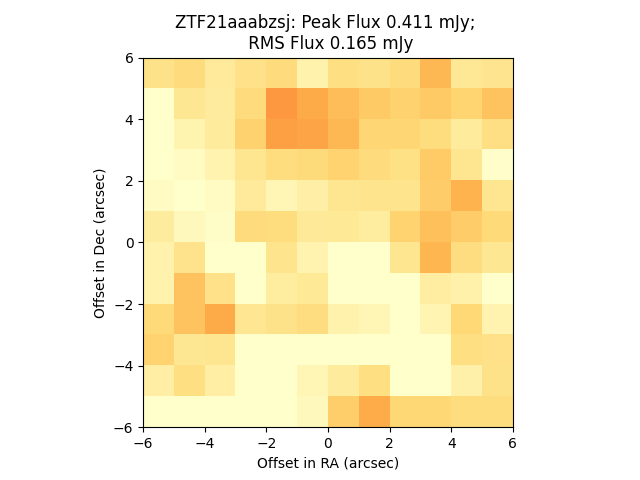 ZTF21aaabzsj: Peak Flux 0.411 mJy;
RMS Flux 0.165 mJy
6
4
2
0
−2
−4
−6
Offset in Dec (arcsec)
−6 −4 −2 0 2 4 6
Offset in RA (arcsec)